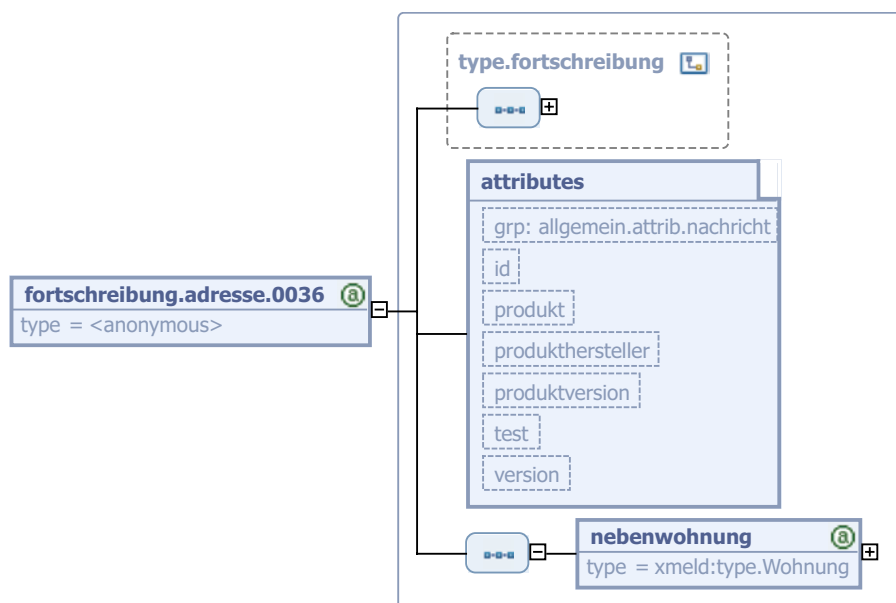 type.fortschreibung
attributes
grp: allgemein.attrib.nachricht
id
fortschreibung.adresse.0036
type = <anonymous>
produkt
produkthersteller
produktversion
test
version
nebenwohnung
type = xmeld:type.Wohnung